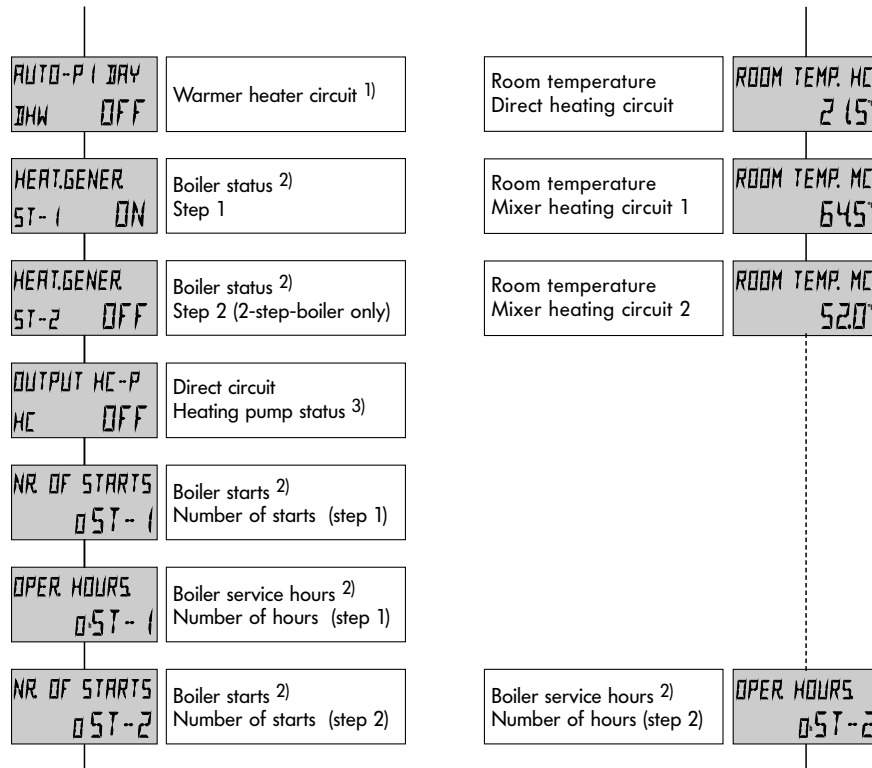 AUTO-P1 DAY
DHW OFF
Warmer heater circuit 1)
HEAT.GENER.
ST-1 ON
Boiler status 2)
Step 1
HEAT.GENER.
ST-2 OFF
Boiler status 2)
Step 2 (2-step-boiler only)
OUTPUT HC-P
HC OFF
Direct circuit
Heating pump status 3)
NR. OF STARTS
0 ST-1
Boiler starts 2)
Number of starts (step 1)
OPER. HOURS.
0:ST-1
Boiler service hours 2)
Number of hours (step 1)
NR. OF STARTS
0 ST-2
Boiler starts 2)
Number of starts (step 2)
Room temperature
Direct heating circuit
ROOM TEMP. HC
21.5°
Room temperature
Mixer heating circuit 1
ROOM TEMP. MC
64.5°
Room temperature
Mixer heating circuit 2
ROOM TEMP. MC
52.0°
Boiler service hours 2)
Number of hours (step 2)
OPER. HOURS.
0:ST-2